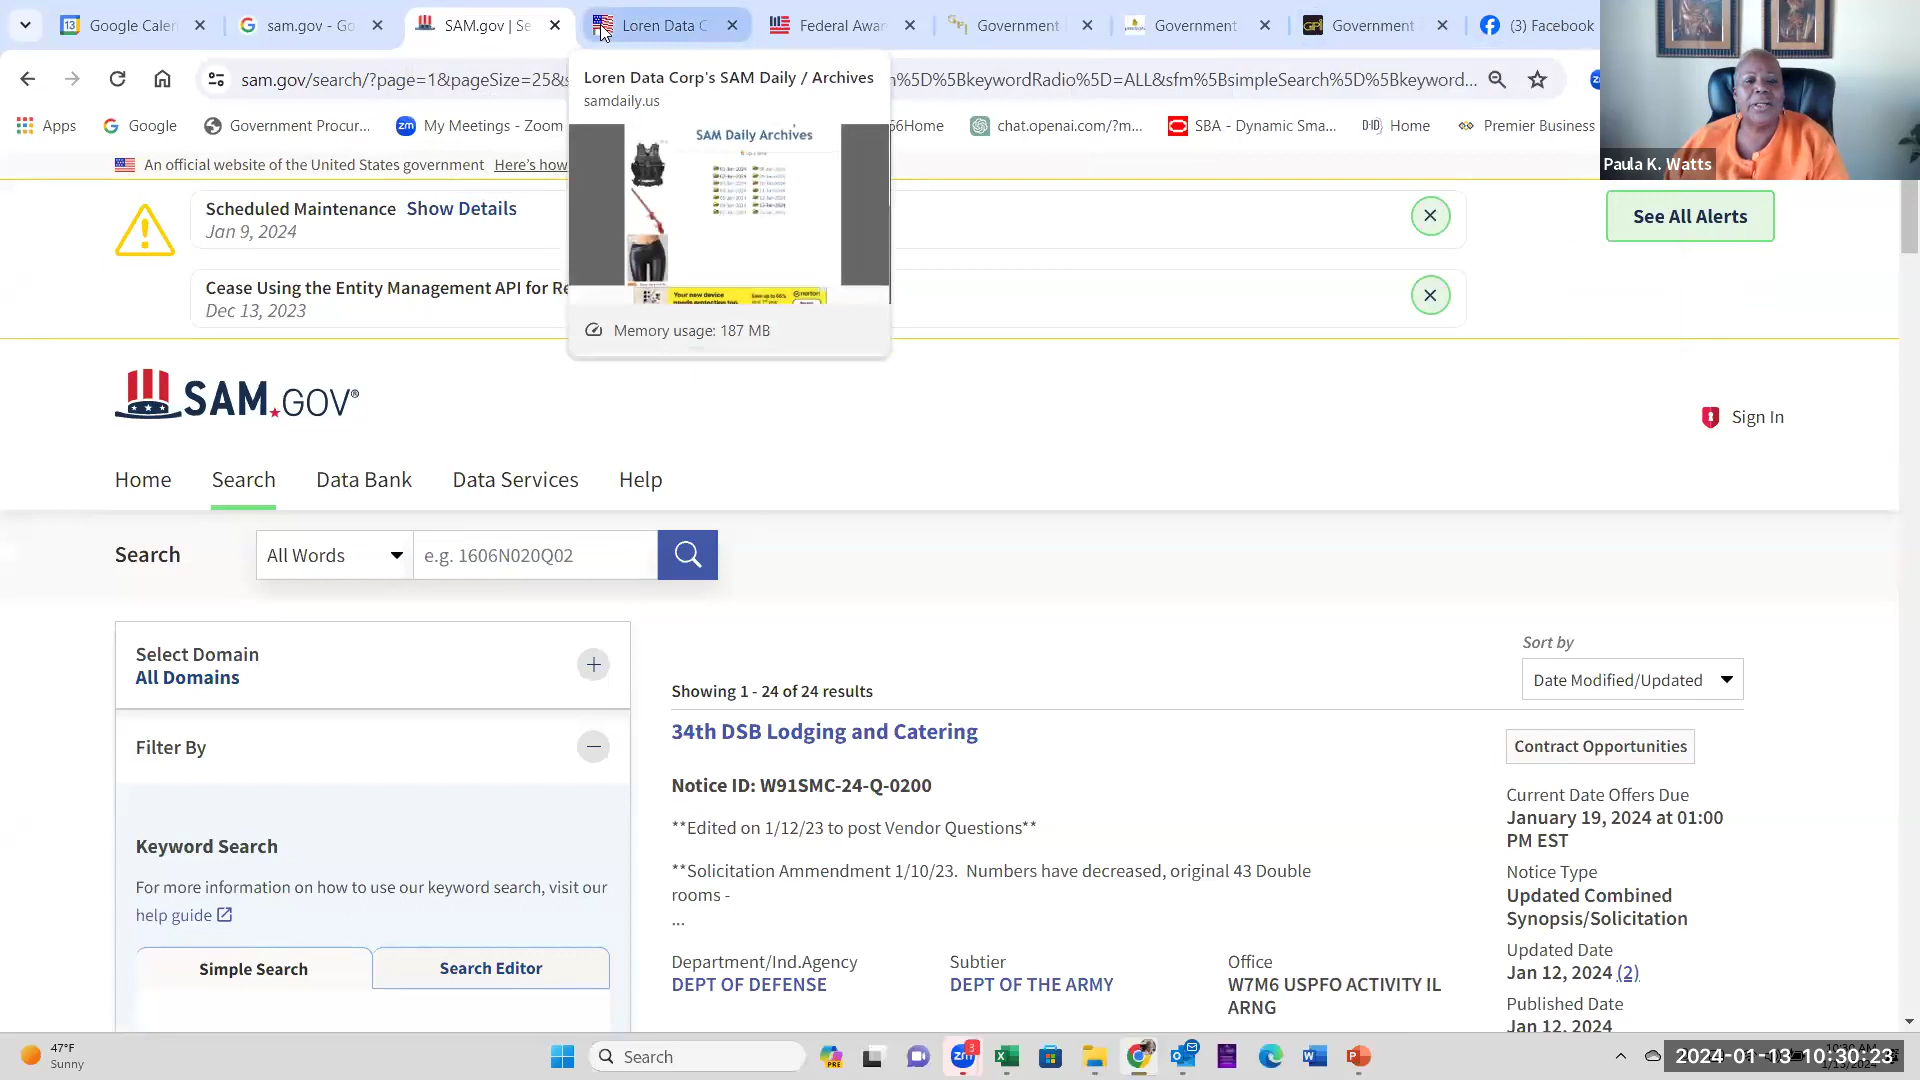 Google Calen
sam.gov - Go
SAM.gov | Se
Loren Data C
Federal Awar
Government
Government
Government
(3) Facebook
sam.gov/search/?page=1&pageSize=25&s
n%5D%5BkeywordRadio%5D=ALL&sfm%5BsimpleSearch%5D%5Bkeyword...
Loren Data Corp's SAM Daily / Archives
samdaily.us
SAM Daily Archives
Memory usage: 187 MB
Apps
Google
Government Procur...
My Meetings - Zoom
66Home
chat.openai.com/?m...
SBA - Dynamic Sma...
Home
Premier Business
Paula K. Watts
An official website of the United States government Here's how
Scheduled Maintenance Show Details
Jan 9, 2024
See All Alerts
Cease Using the Entity Management API for Re
Dec 13, 2023
SAM.GOV®
Sign In
Home
Search
Data Bank
Data Services
Help
Search
All Words
e.g. 1606N020Q02
Select Domain
All Domains
Filter By
Keyword Search
For more information on how to use our keyword search, visit our
help guide
Simple Search
Search Editor
Sort by
Date Modified/Updated
Showing 1 - 24 of 24 results
34th DSB Lodging and Catering
Contract Opportunities
Notice ID: W91SMC-24-Q-0200
**Edited on 1/12/23 to post Vendor Questions**
**Solicitation Ammendment 1/10/23. Numbers have decreased, original 43 Double
rooms -
...
Department/Ind.Agency
DEPT OF DEFENSE
Subtier
DEPT OF THE ARMY
Office
W7M6 USPFO ACTIVITY IL
ARNG
Current Date Offers Due
January 19, 2024 at 01:00
PM EST
Notice Type
Updated Combined
Synopsis/Solicitation
Updated Date
Jan 12, 2024 (2)
Published Date
Jan 12, 2024
47°F
Sunny
Search
2024-01-13 10:30:23